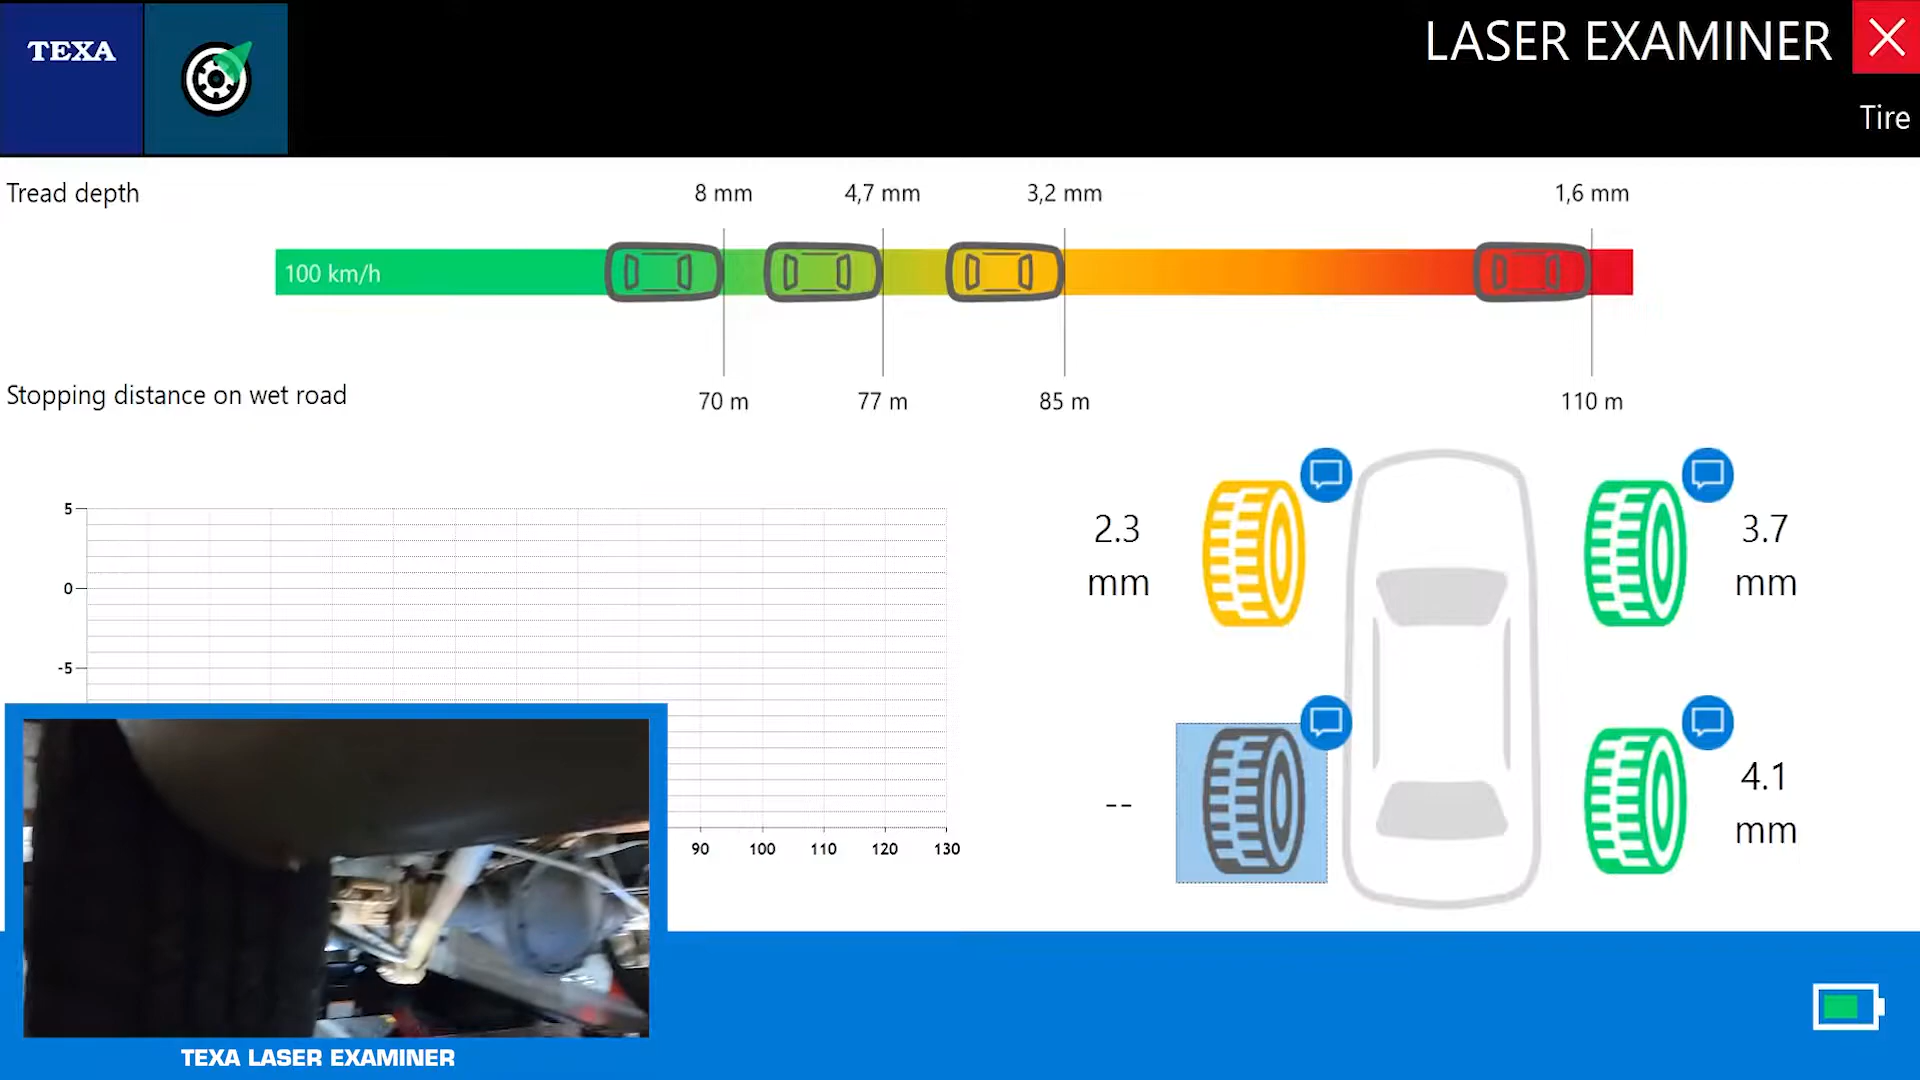 TEXA
LASER EXAMINER
Tire
Tread depth
8 mm
4,7 mm
3,2 mm
1,6 mm
100 km/h
Stopping distance on wet road
70 m
77 m
85 m
110 m
5
0
-5
90
100
110
120
130
2.3
mm
3.7
mm
--
4.1
mm
TEXA LASER EXAMINER